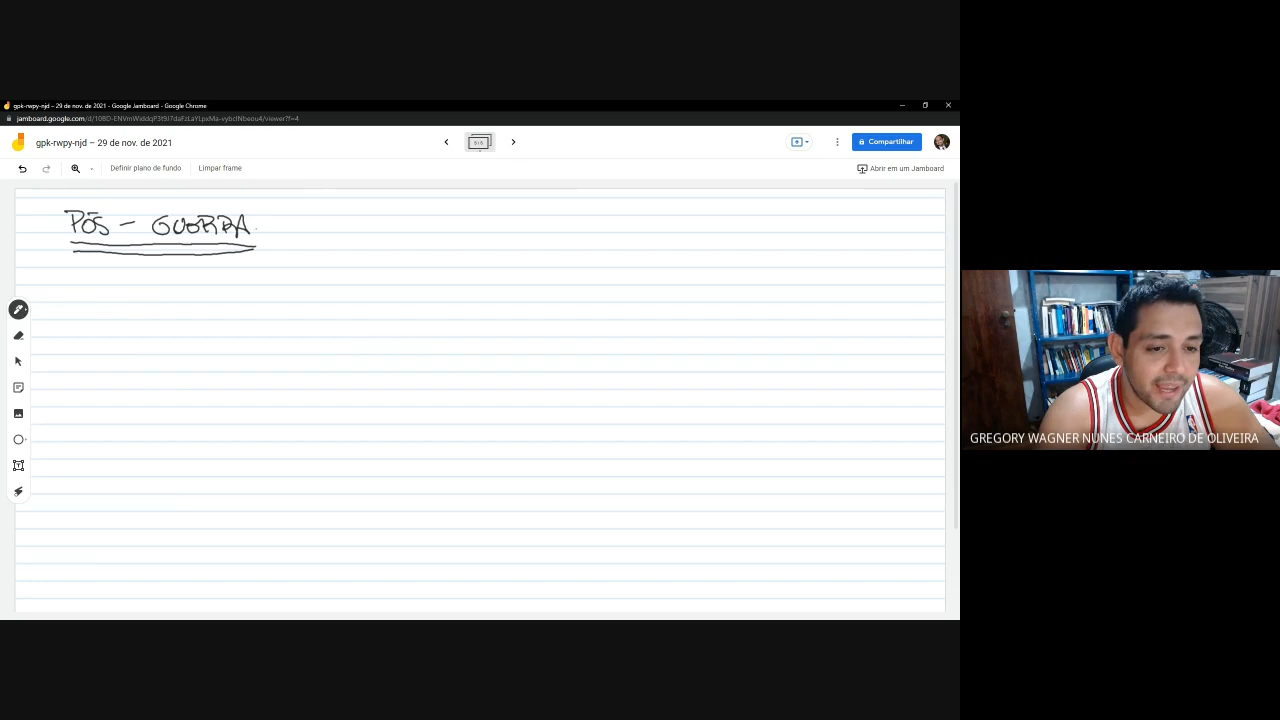 gpk-rwpy-njd – 29 de nov. de 2021 - Google Jamboard - Google Chrome
gpk-rwpy-njd – 29 de nov. de 2021
Compartilhar
Definir plano de fundo
Limpar frame
Abrir em um Jamboard
PÓS - GUERRA
GREGORY WAGNER NUNES CARNEIRO DE OLIVEIRA